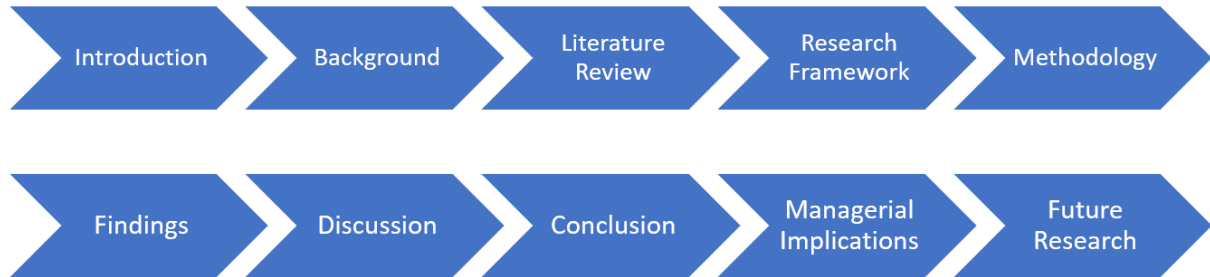 Introduction
Background
Literature
Review
Research
Framework
Methodology
Findings
Discussion
Conclusion
Managerial
Implications
Future
Research